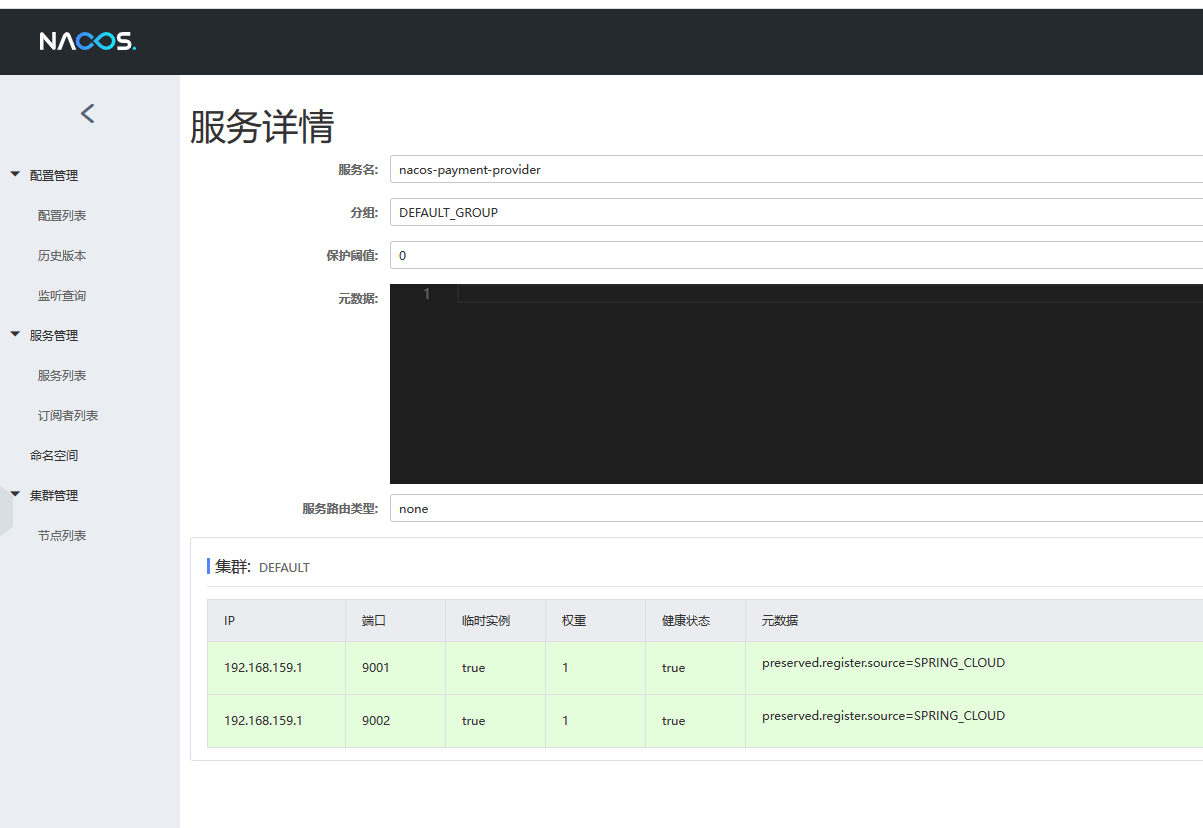 NACOS.
服务详情
配置管理
配置列表
历史版本
监听查询
服务管理
服务列表
订阅者列表
命名空间
集群管理
节点列表
服务名: nacos-payment-provider
分组: DEFAULT_GROUP
保护阈值: 0
元数据: 1
服务路由类型: none
集群: DEFAULT
IP 端口 临时实例 权重 健康状态 元数据
192.168.159.1 9001 true 1 true preserved.register.source=SPRING_CLOUD
192.168.159.1 9002 true 1 true preserved.register.source=SPRING_CLOUD